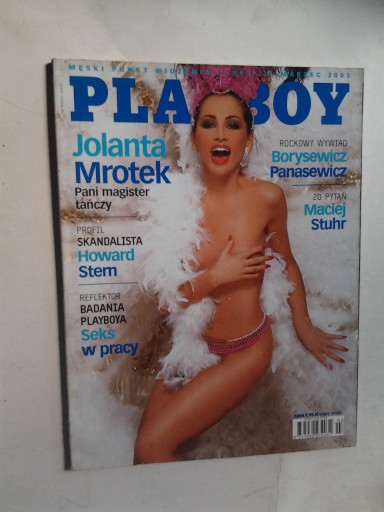 MĘSKI PUNKT WIDZENIA
MARZEC 2003
PLAYBOY
Jolanta
Mrotek
Pani magister
tańczy
PROFIL
SKANDALISTA
Howard
Stern
REFLEKTOR
BADANIA
PLAYBOYA
Seks
w pracy
ROCKOWY WYWIAD
Borysewicz
Panasewicz
20 PYTAŃ
Maciej
Stuhr